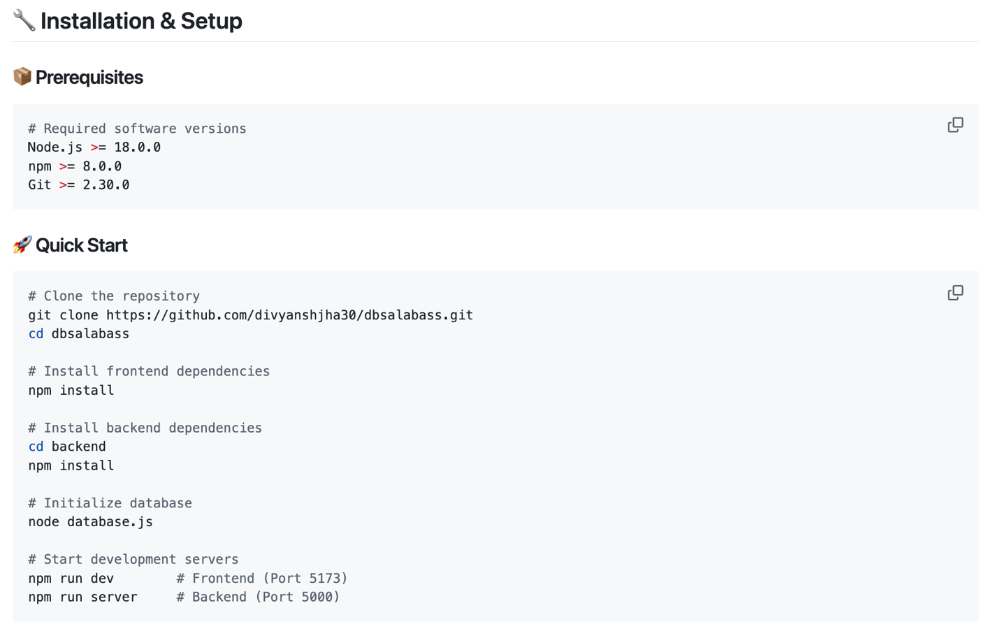 🔧 Installation & Setup
📦 Prerequisites
# Required software versions
Node.js >= 18.0.0
npm >= 8.0.0
Git >= 2.30.0
🚀 Quick Start
# Clone the repository
git clone https://github.com/divyanshjha30/dbsalabass.git
cd dbsalabass
# Install frontend dependencies
npm install
# Install backend dependencies
cd backend
npm install
# Initialize database
node database.js
# Start development servers
npm run dev        # Frontend (Port 5173)
npm run server     # Backend (Port 5000)